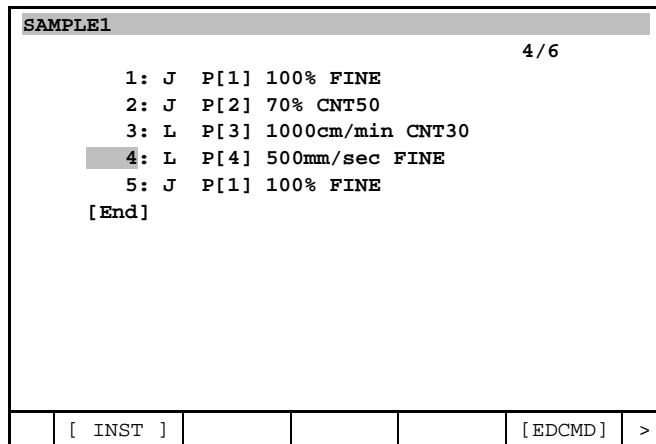 SAMPLE1
4/6
1: J P[1] 100% FINE
2: J P[2] 70% CNT50
3: L P[3] 1000cm/min CNT30
4: L P[4] 500mm/sec FINE
5: J P[1] 100% FINE
[End]
[ INST ] [EDCMD] >